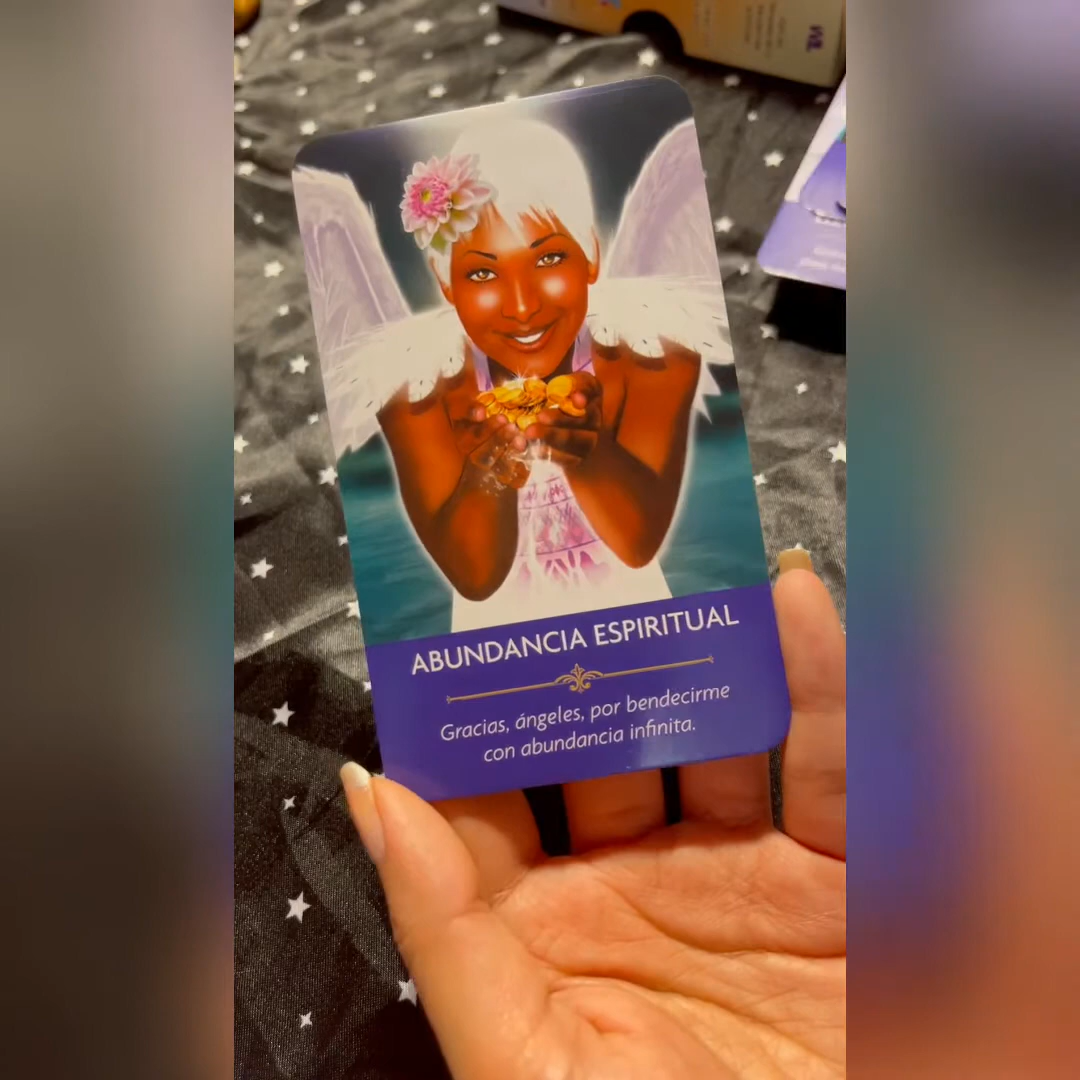 ABUNDANCIA ESPIRITUAL
Gracias, ángeles, por bendecirme
con abundancia infinita.